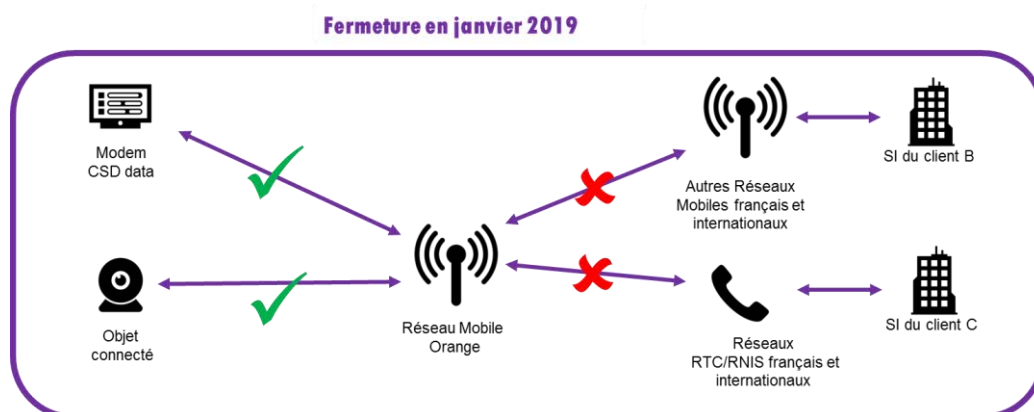 Fermeture en janvier 2019
Modem
CSD data
Objet
connecté
Réseau Mobile
Orange
Autres Réseaux
Mobiles français et
internationaux
SI du client B
Réseaux
RTC/RNIS français et
internationaux
SI du client C